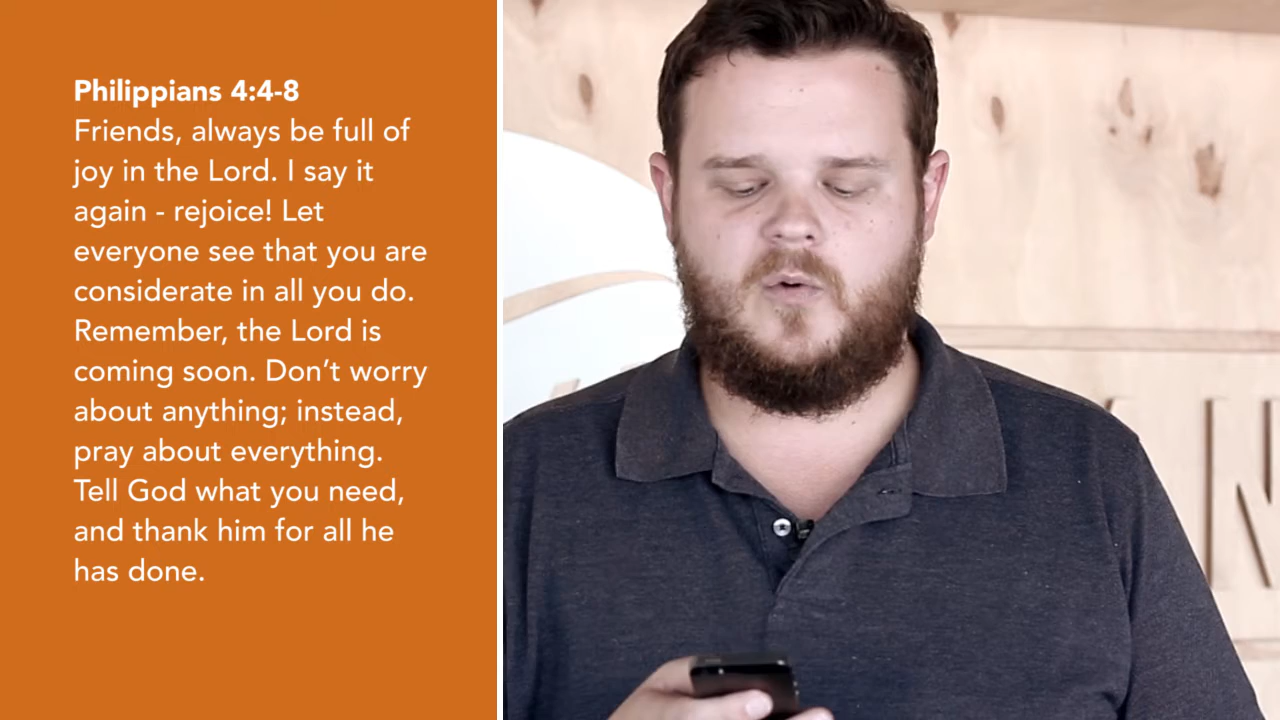 Philippians 4:4-8
Friends, always be full of
joy in the Lord. I say it
again - rejoice! Let
everyone see that you are
considerate in all you do.
Remember, the Lord is
coming soon. Don’t worry
about anything; instead,
pray about everything.
Tell God what you need,
and thank him for all he
has done.
IN